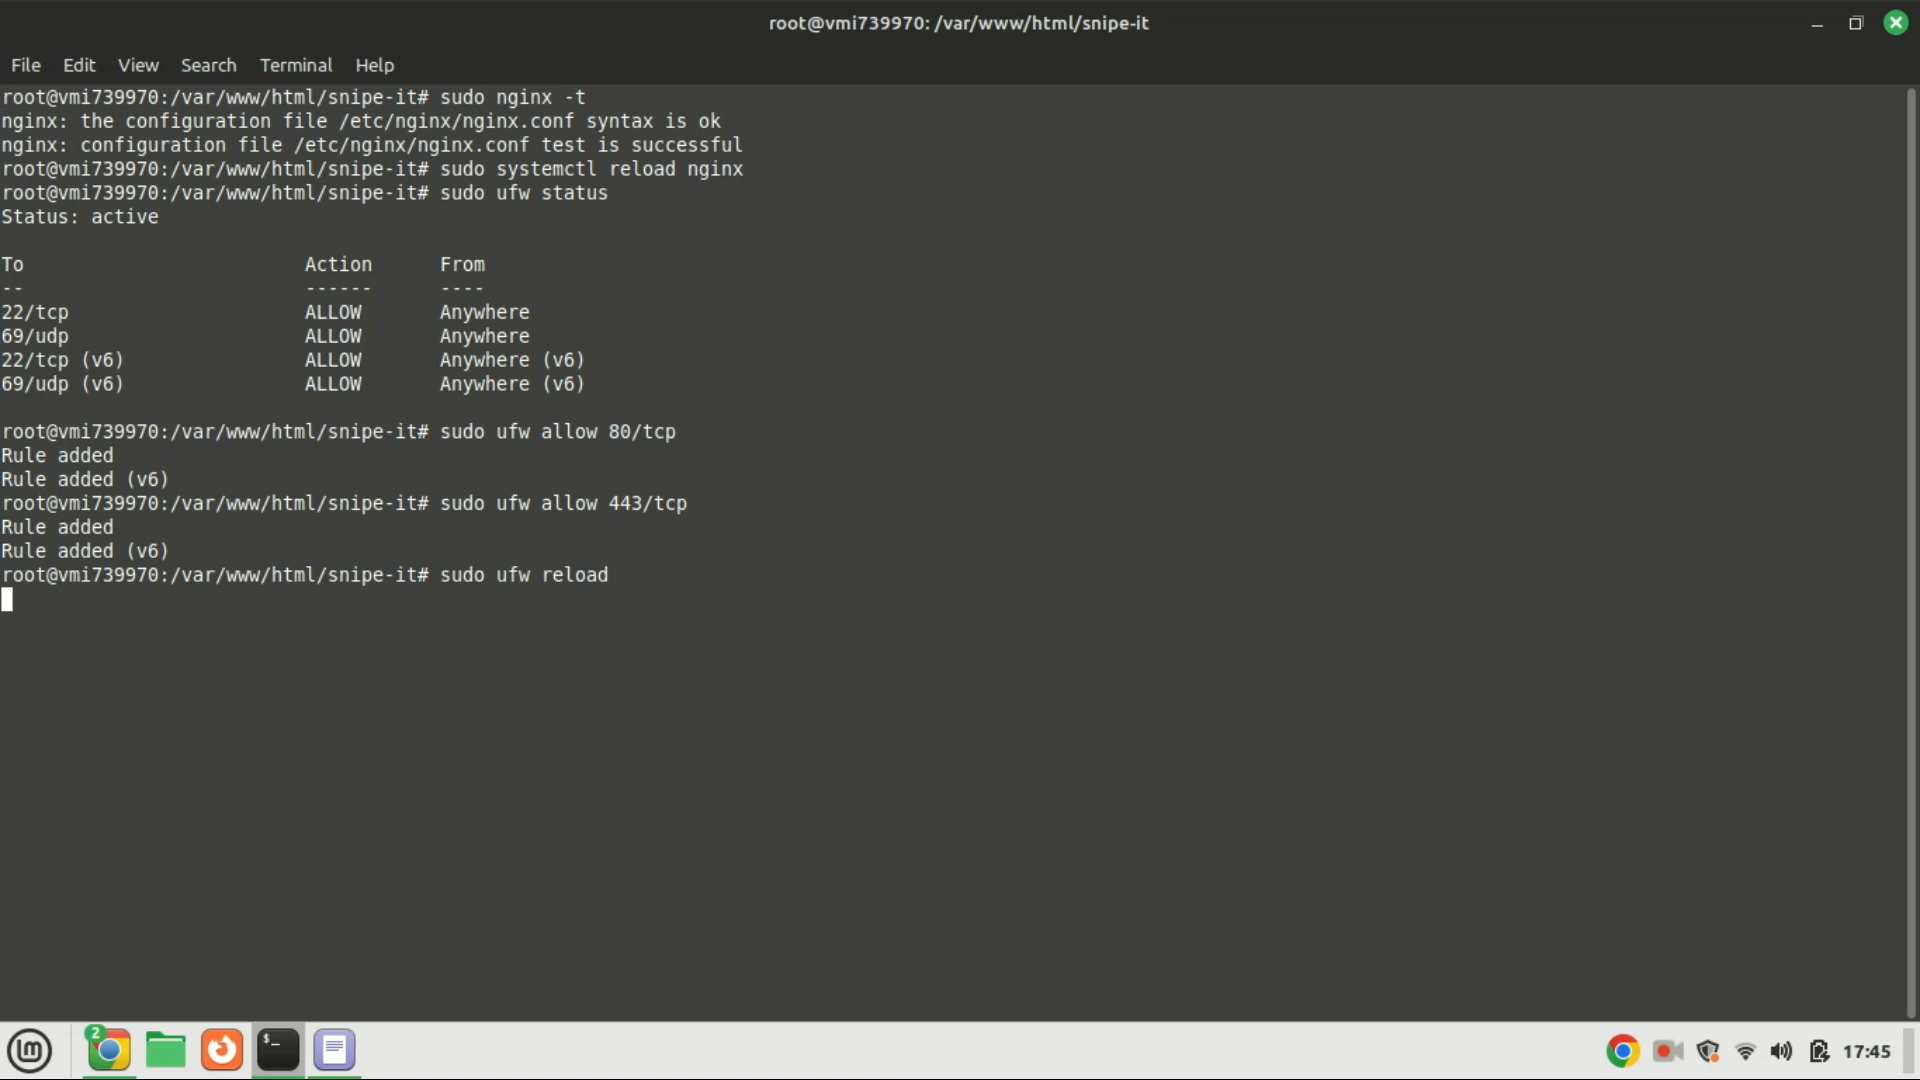 root@vmi739970: /var/www/html/snipe-it
File Edit View Search Terminal Help
root@vmi739970:/var/www/html/snipe-it# sudo nginx -t
nginx: the configuration file /etc/nginx/nginx.conf syntax is ok
nginx: configuration file /etc/nginx/nginx.conf test is successful
root@vmi739970:/var/www/html/snipe-it# sudo systemctl reload nginx
root@vmi739970:/var/www/html/snipe-it# sudo ufw status
Status: active
To Action From
-- ------ ----
22/tcp ALLOW Anywhere
69/udp ALLOW Anywhere
22/tcp (v6) ALLOW Anywhere (v6)
69/udp (v6) ALLOW Anywhere (v6)
root@vmi739970:/var/www/html/snipe-it# sudo ufw allow 80/tcp
Rule added
Rule added (v6)
root@vmi739970:/var/www/html/snipe-it# sudo ufw allow 443/tcp
Rule added
Rule added (v6)
root@vmi739970:/var/www/html/snipe-it# sudo ufw reload
2
$_
17:45